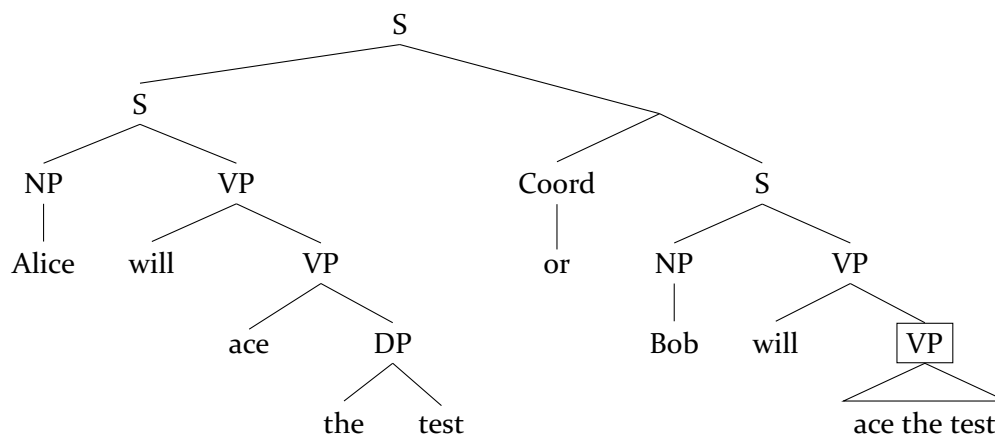 S
S
NP VP Coord S
Alice will VP or NP VP
ace DP Bob will VP
the test ace the test